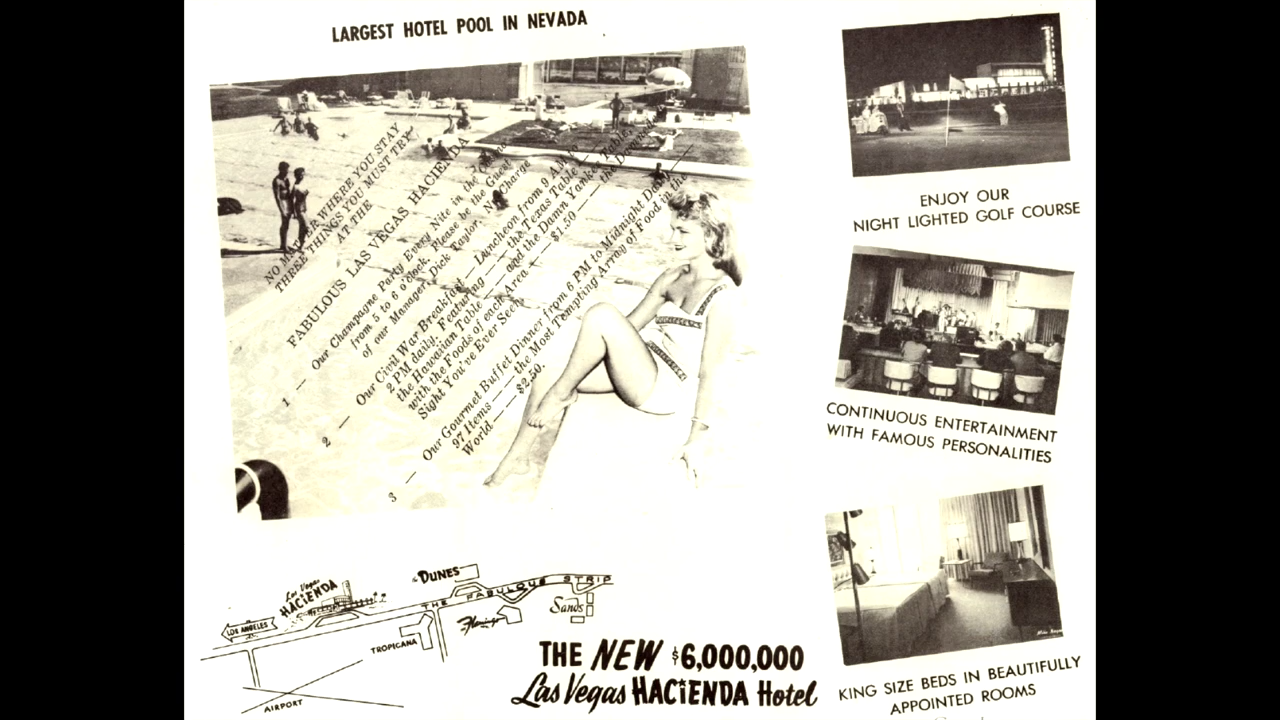 LARGEST HOTEL POOL IN NEVADA
NO MATTER WHERE YOU STAY
THESE THINGS YOU MUST TRY"
AT THE
FABULOUS LAS VEGAS HACIENDA
1 — Our Champagne Party Every Nite in the
from 5 to 6 o'clock. Please be the Guest
of our Manager, Dick Taylor. No Charge
2 — Our Civil War Breakfast — Luncheon from 9 A.M.
2 PM daily. Featuring — the Texas Table —
the Hawaiian Table — and the Damn Yankee Table
with the Foods of each Area — $1.50 — the
Sight You've Ever Seen
3 — Our Gourmet Buffet Dinner from 6 PM to Midnight Daily
97 Items — the Most Tempting Array of Food in the
World — $2.50.
ENJOY OUR
NIGHT LIGHTED GOLF COURSE
CONTINUOUS ENTERTAINMENT
WITH FAMOUS PERSONALITIES
KING SIZE BEDS IN BEAUTIFULLY
APPOINTED ROOMS
LOS ANGELES
Las Vegas
HACIENDA
the DUNES
THE FABULOUS STRIP
Sands
Flamingo
TROPICANA
AIRPORT
THE NEW $6,000,000
Las Vegas HACiENDA Hotel